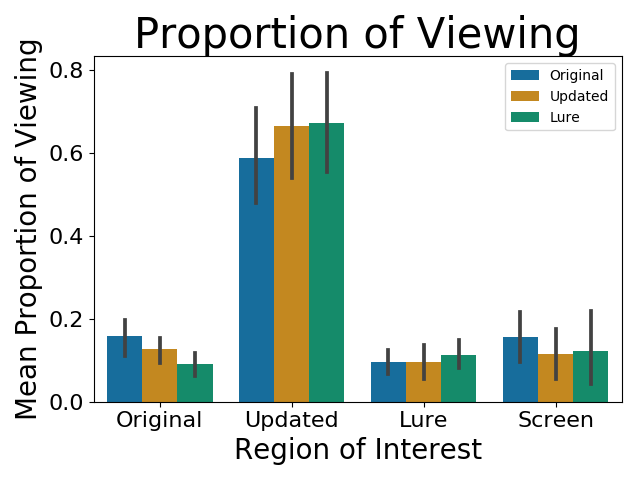 Proportion of Viewing
Mean Proportion of Viewing
0.8
0.6
0.4
0.2
0.0
Original
Updated
Lure
Original
Updated
Lure
Screen
Region of Interest